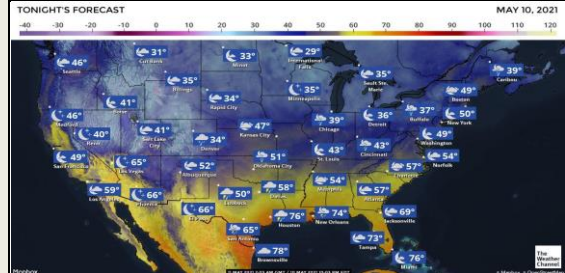 TONIGHT'S FORECAST
MAY 10, 2021
-40 -30 -20 -10 0 10 20 30 40 50 60 70 80 90 100 110 120
46° Seattle
31° Cut Bank
33° Minot
29° International Falls
39° Caribou
35° Billings
35° Sault Ste. Marie
46° Medford
41° Boise
34° Rapid City
35° Minneapolis
49° Boston
40° Reno
41° Salt Lake City
34° Denver
47° Kansas City
39° Chicago
36° Detroit
37° Buffalo
50° New York
49° San Francisco
65° Las Vegas
52° Albuquerque
51° Oklahoma City
43° St. Louis
43° Cincinnati
49° Washington
54° Norfolk
59° Los Angeles
66° Phoenix
66°
50° Lubbock
58° Dallas
54° Memphis
57° Charlotte
57° Atlanta
65° San Antonio
76° Houston
74° New Orleans
69° Jacksonville
78° Brownsville
73° Tampa
76° Miami
The
Weather
Channel